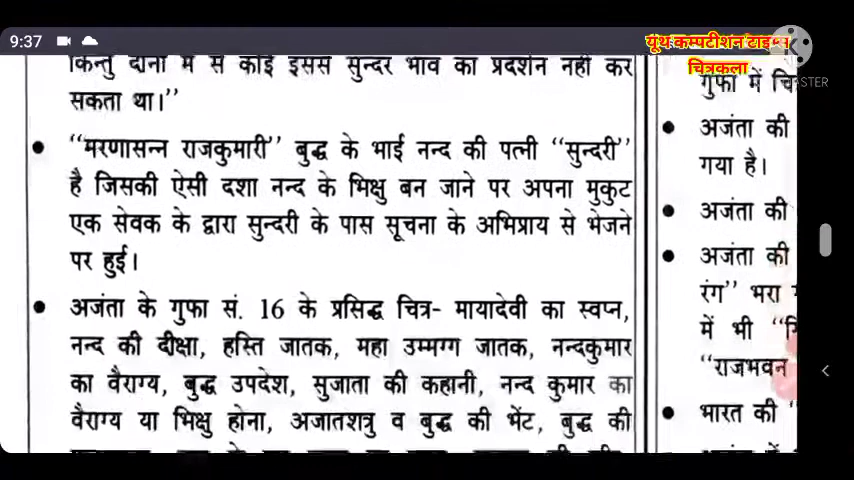 9:37
यूथ कम्पटीशन टाइम्स
चित्रकला
किन्तु दोनों में से कोई इससे सुन्दर भाव का प्रदर्शन नहीं कर
सकता था।”
● “मरणासन्न राजकुमारी” बुद्ध के भाई नन्द की पत्नी “सुन्दरी”
है जिसकी ऐसी दशा नन्द के भिक्षु बन जाने पर अपना मुकुट
एक सेवक के द्वारा सुन्दरी के पास सूचना के अभिप्राय से भेजने
पर हुई।
● अजंता के गुफा सं. 16 के प्रसिद्ध चित्र- मायादेवी का स्वप्न,
नन्द की दीक्षा, हस्ति जातक, महा उम्मग्ग जातक, नन्दकुमार
का वैराग्य, बुद्ध उपदेश, सुजाता की कहानी, नन्द कुमार का
वैराग्य या भिक्षु होना, अजातशत्रु व बुद्ध की भेंट, बुद्ध की
गुफा में चि
● अजंता की
गया है।
● अजंता की
● अजंता की
रंग” भरा
में भी
“राजभवन
● भारत की